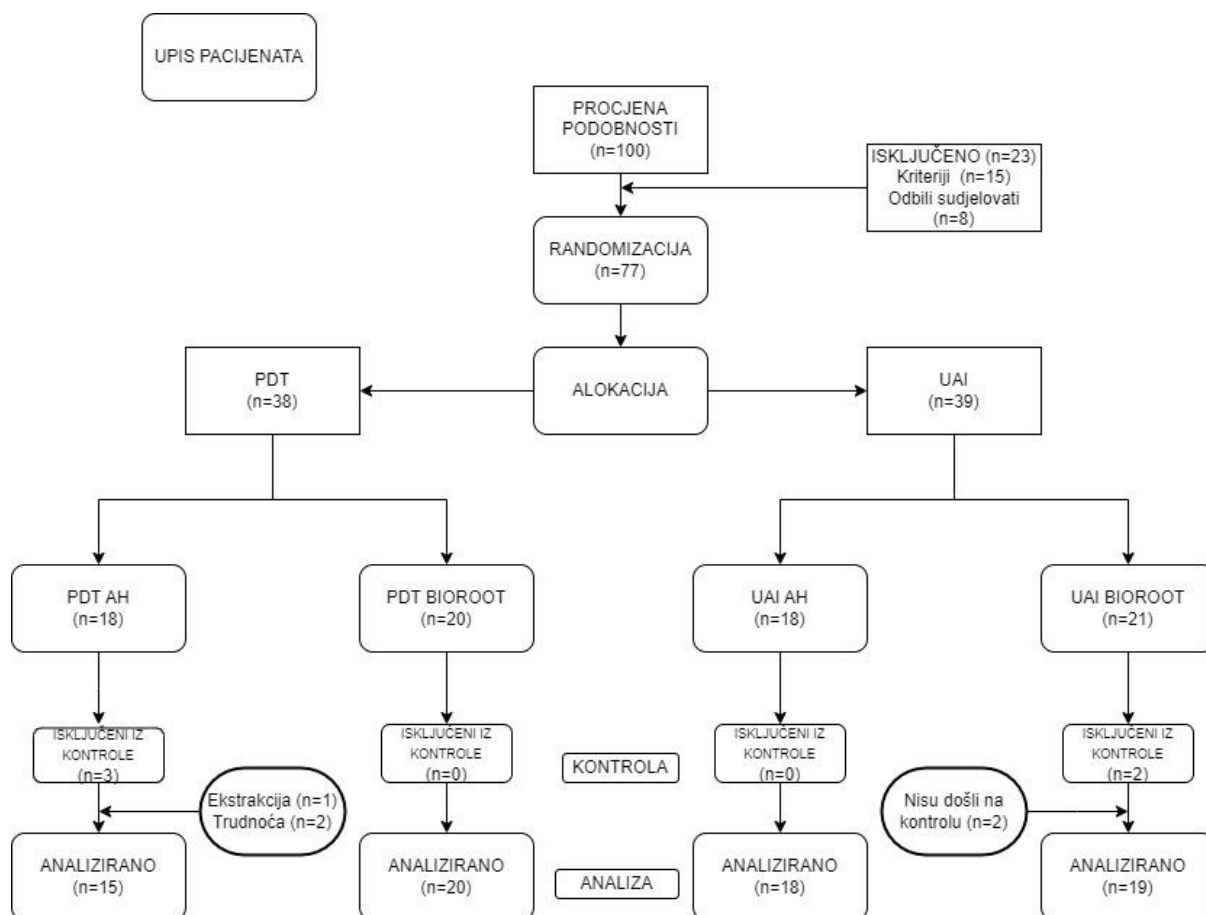 UPIS PACIJENATA
PROCJENA
PODOBNOSTI
(n=100)
ISKLJUČENO (n=23)
Kriteriji (n=15)
Odbili sudjelovati
(n=8)
RANDOMIZACIJA
(n=77)
PDT
(n=38)
ALOKACIJA
UAI
(n=39)
PDT AH
(n=18)
PDT BIOROOT
(n=20)
UAI AH
(n=18)
UAI BIOROOT
(n=21)
ISKLJUČENI IZ
KONTROLE
(n=3)
ISKLJUČENI IZ
KONTROLE
(n=0)
KONTROLA
ISKLJUČENI IZ
KONTROLE
(n=0)
ISKLJUČENI IZ
KONTROLE
(n=2)
Ekstrakcija (n=1)
Trudnoća (n=2)
Nisu došli na
kontrolu (n=2)
ANALIZIRANO
(n=15)
ANALIZIRANO
(n=20)
ANALIZA
ANALIZIRANO
(n=18)
ANALIZIRANO
(n=19)